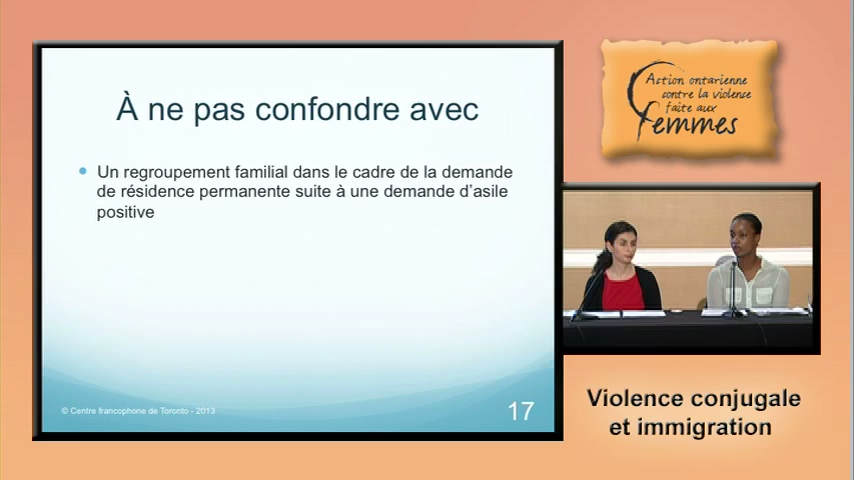 À ne pas confondre avec
Un regroupement familial dans le cadre de la demande
de résidence permanente suite à une demande d'asile
positive
© Centre francophone de Toronto - 2013
17
Action ontarienne
contre la violence
faite aux
femmes
Violence conjugale
et immigration